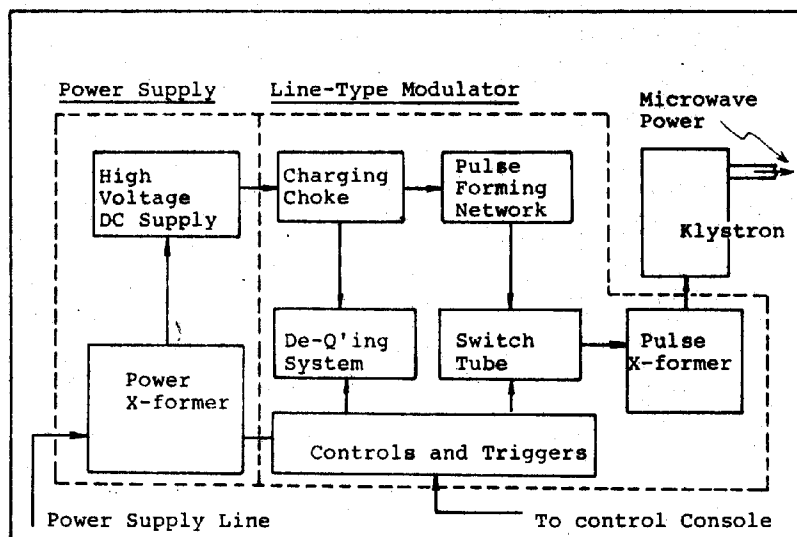 Power Supply
Line-Type Modulator
Microwave
Power
High
Voltage
DC Supply
Charging
Choke
Pulse
Forming
Network
Klystron
De-Q'ing
System
Switch
Tube
Pulse
X-former
Power
X-former
Controls and Triggers
Power Supply Line
To control Console